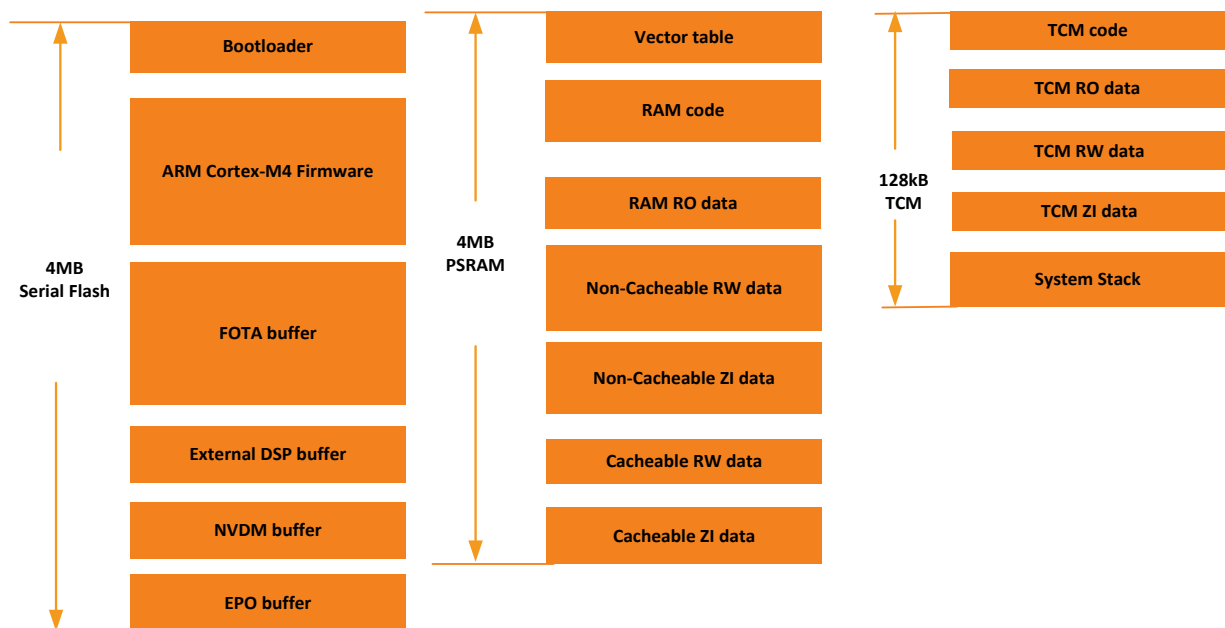 4MB
Serial Flash
Bootloader
ARM Cortex-M4 Firmware
FOTA buffer
External DSP buffer
NVDM buffer
EPO buffer
4MB
PSRAM
Vector table
RAM code
RAM RO data
Non-Cacheable RW data
Non-Cacheable ZI data
Cacheable RW data
Cacheable ZI data
128kB
TCM
TCM code
TCM RO data
TCM RW data
TCM ZI data
System Stack